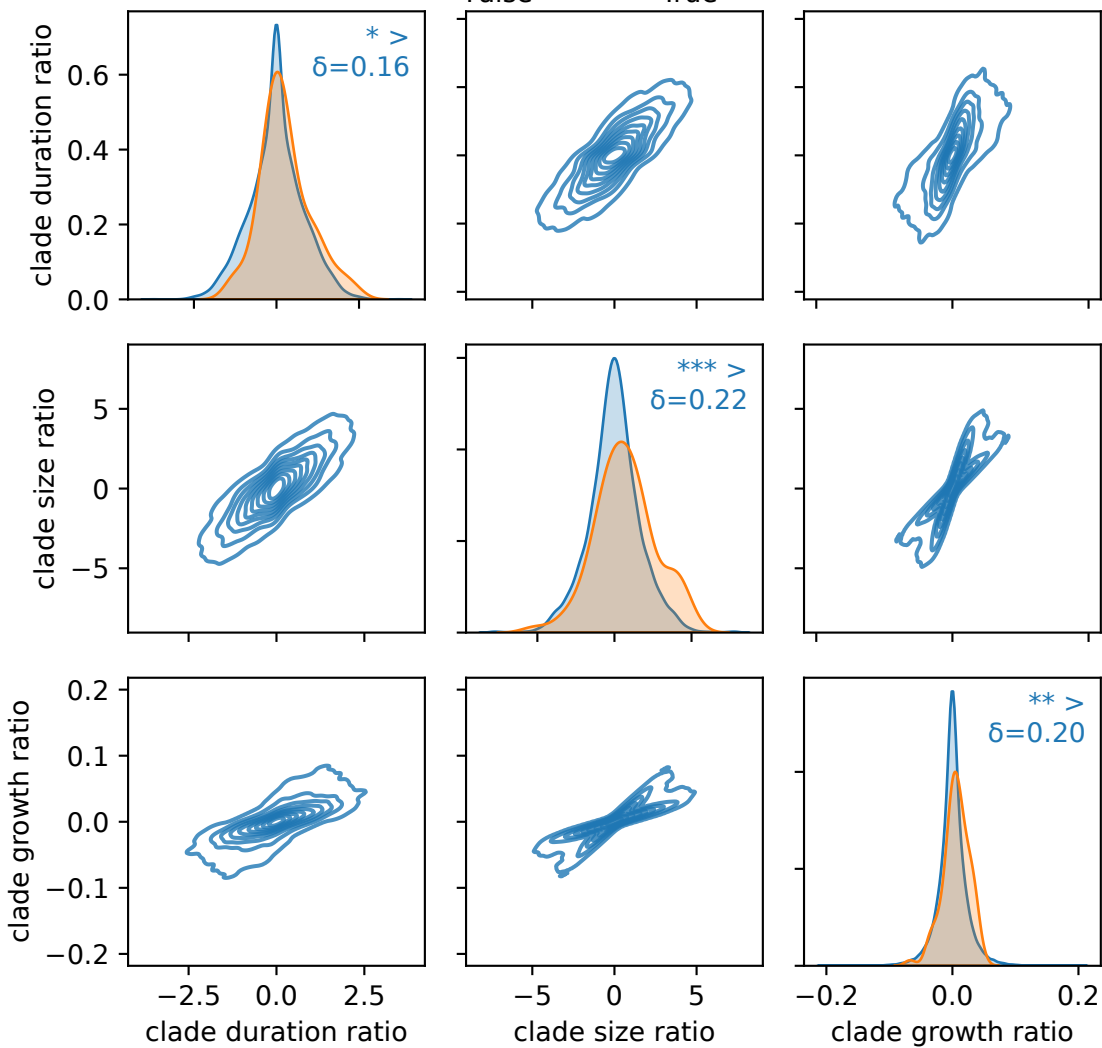 clade duration ratio
0.6
0.4
0.2
0.0
* >
δ=0.16
clade size ratio
5
0
−5
*** >
δ=0.22
clade growth ratio
0.2
0.1
0.0
−0.1
−0.2
** >
δ=0.20
−2.5 0.0 2.5
−5 0 5
−0.2 0.0 0.2
clade duration ratio
clade size ratio
clade growth ratio